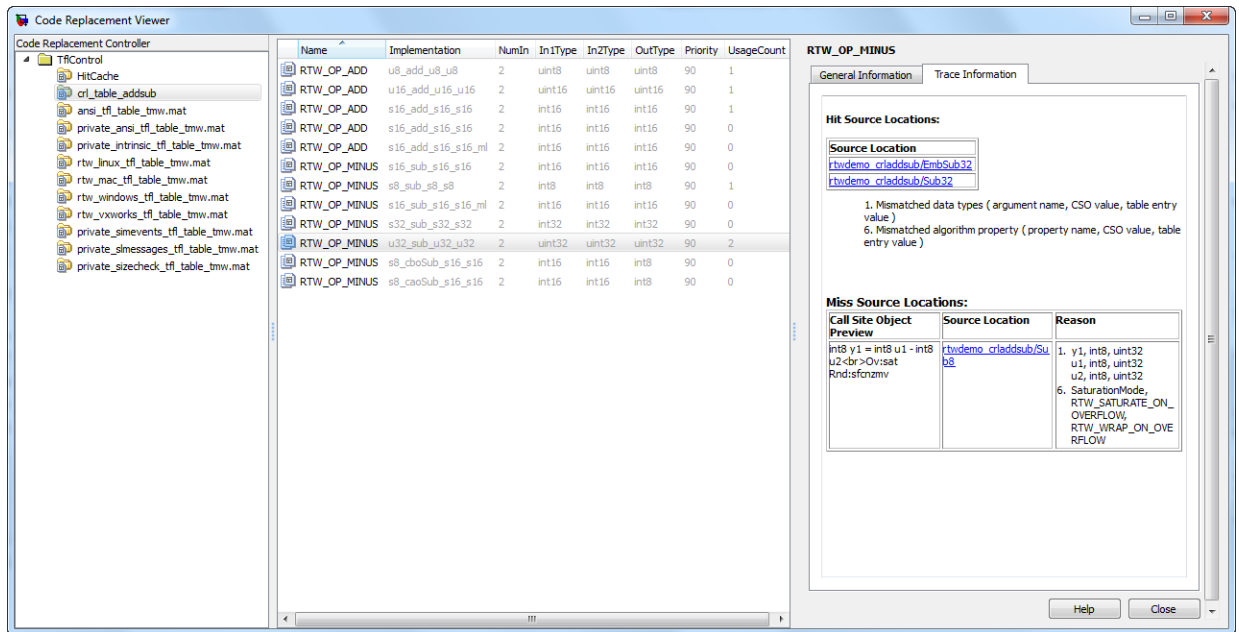 Code Replacement Viewer
Code Replacement Controller
TflControl
HitCache
crl_table_addsub
ansi_tfl_table_tmw.mat
private_ansi_tfl_table_tmw.mat
private_intrinsic_tfl_table_tmw.mat
rtw_linux_tfl_table_tmw.mat
rtw_mac_tfl_table_tmw.mat
rtw_windows_tfl_table_tmw.mat
rtw_vxworks_tfl_table_tmw.mat
private_simevents_tfl_table_tmw.mat
private_slmessages_tfl_table_tmw.mat
private_sizecheck_tfl_table_tmw.mat
Name Implementation NumIn In1Type In2Type OutType Priority UsageCount
RTW_OP_ADD u8_add_u8_u8 2 uint8 uint8 uint8 90 1
RTW_OP_ADD u16_add_u16_u16 2 uint16 uint16 uint16 90 1
RTW_OP_ADD s16_add_s16_s16 2 int16 int16 int16 90 1
RTW_OP_ADD s16_add_s16_s16 2 int16 int16 int16 90 0
RTW_OP_ADD s16_add_s16_s16_ml 2 int16 int16 int16 90 0
RTW_OP_MINUS s16_sub_s16_s16 2 int16 int16 int16 90 0
RTW_OP_MINUS s8_sub_s8_s8 2 int8 int8 int8 90 1
RTW_OP_MINUS s16_sub_s16_s16_ml 2 int16 int16 int16 90 0
RTW_OP_MINUS s32_sub_s32_s32 2 int32 int32 int32 90 0
RTW_OP_MINUS u32_sub_u32_u32 2 uint32 uint32 uint32 90 2
RTW_OP_MINUS s8_cboSub_s16_s16 2 int16 int16 int8 90 0
RTW_OP_MINUS s8_caoSub_s16_s16 2 int16 int16 int8 90 0
RTW_OP_MINUS
General Information Trace Information
Hit Source Locations:
Source Location
rtwdemo_crladdsub/EmbSub32
rtwdemo_crladdsub/Sub32
1. Mismatched data types ( argument name, CSO value, table entry
value )
6. Mismatched algorithm property ( property name, CSO value, table
entry value )
Miss Source Locations:
Call Site Object
Preview
Source Location
Reason
int8 y1 = int8 u1 - int8
u2<br>Ov:sat
Rnd:sfcnzmv
rtwdemo_crladdsub/Su
b8
1. y1, int8, uint32
u1, int8, uint32
u2, int8, uint32
6. SaturationMode,
RTW_SATURATE_ON_
OVERFLOW,
RTW_WRAP_ON_OVE
RFLOW
Help Close